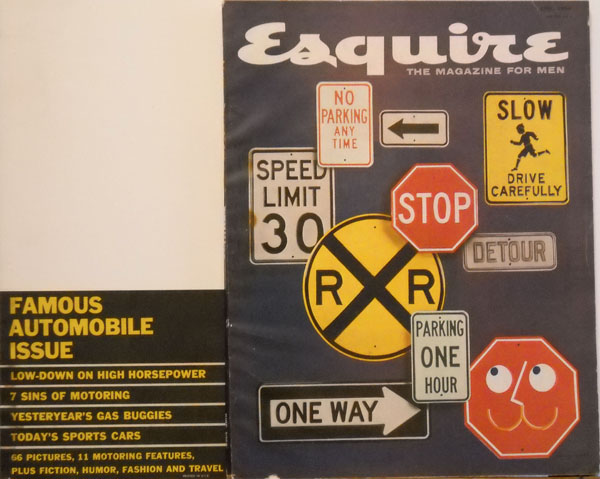 Esquire
THE MAGAZINE FOR MEN
NO
PARKING
ANY
TIME
SLOW
DRIVE
CAREFULLY
SPEED
LIMIT
30
STOP
DETOUR
R R
PARKING
ONE
HOUR
ONE WAY
FAMOUS
AUTOMOBILE
ISSUE
LOW-DOWN ON HIGH HORSEPOWER
7 SINS OF MOTORING
YESTERYEAR'S GAS BUGGIES
TODAY'S SPORTS CARS
66 PICTURES, 11 MOTORING FEATURES,
PLUS FICTION, HUMOR, FASHION AND TRAVEL